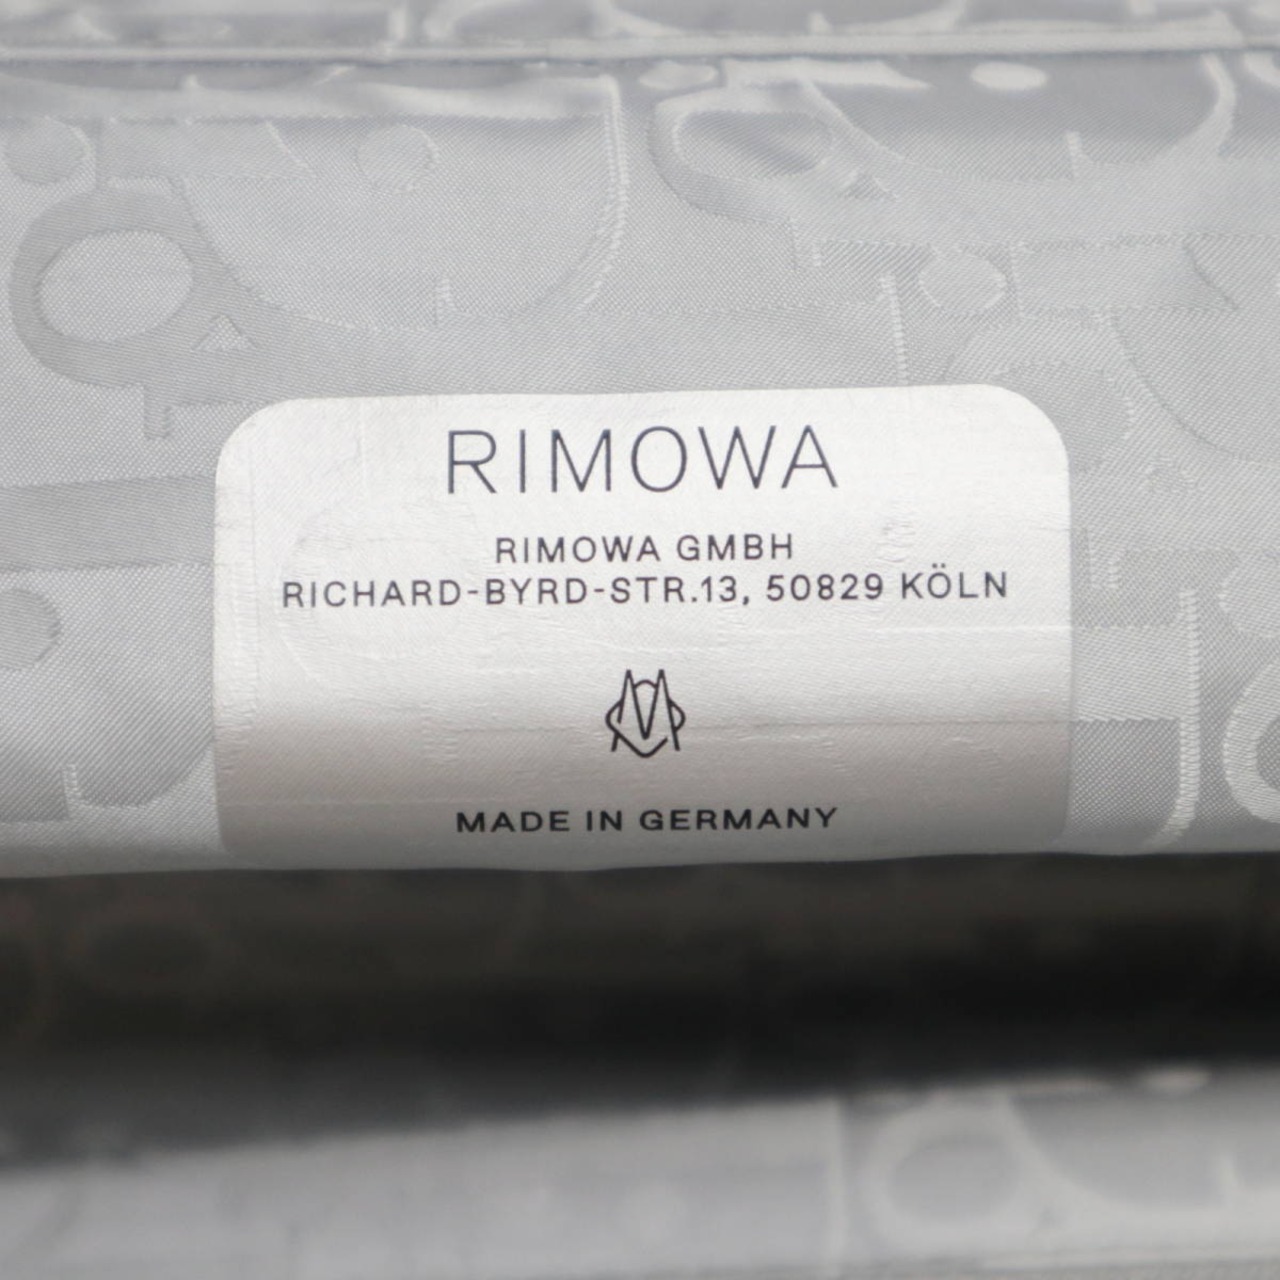 RIMOWA
RIMOWA GMBH
RICHARD-BYRD-STR.13, 50829 KÖLN
MADE IN GERMANY